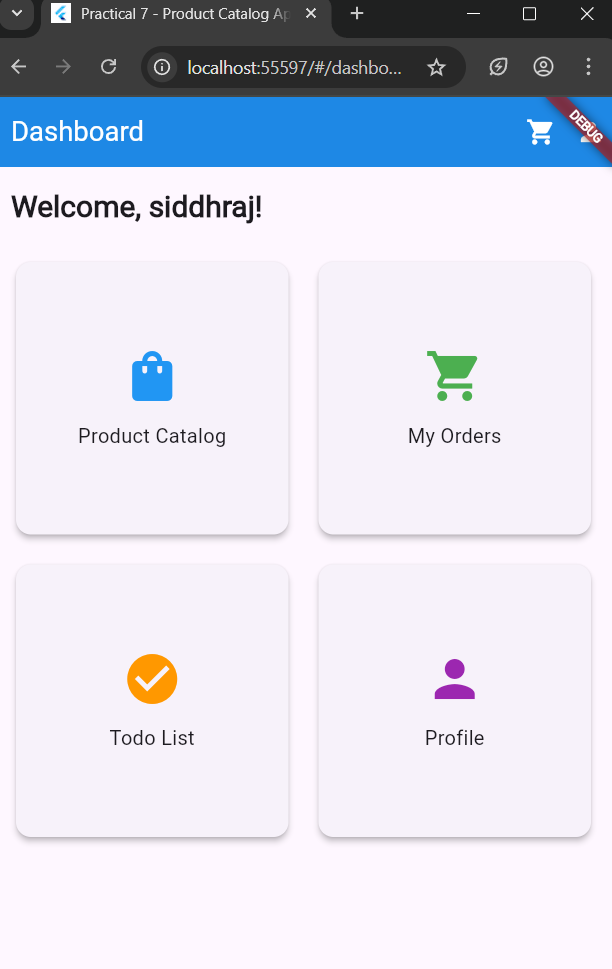 Practical 7 - Product Catalog Ap
localhost:55597/#/dashbo...
Dashboard
DEBUG
Welcome, siddhraj!
Product Catalog
My Orders
Todo List
Profile